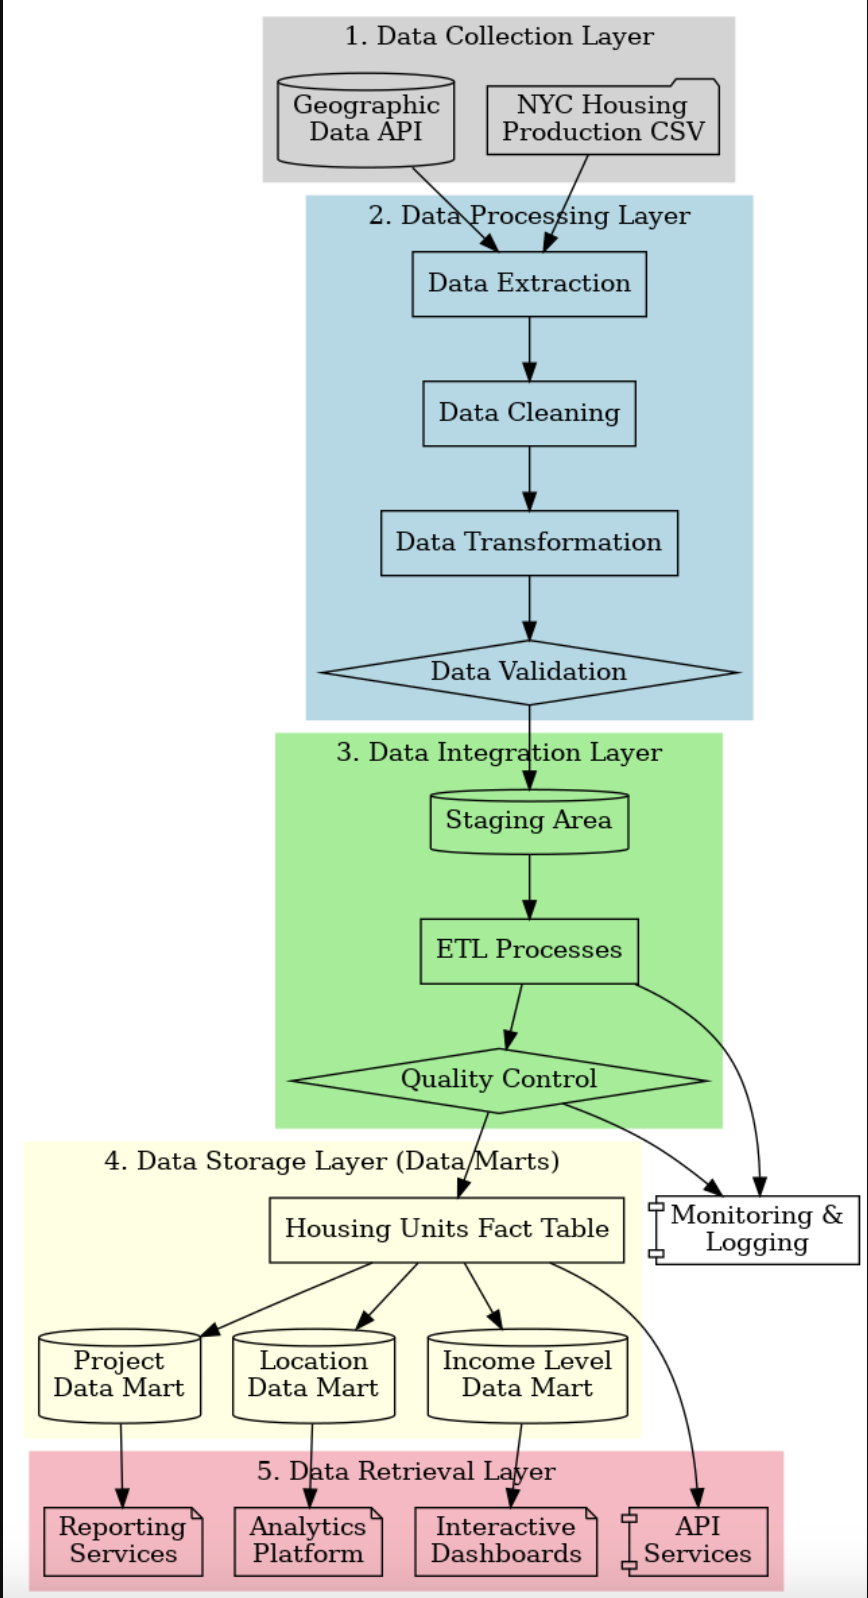 1. Data Collection Layer
Geographic
Data API
NYC Housing
Production CSV
2. Data Processing Layer
Data Extraction
Data Cleaning
Data Transformation
Data Validation
3. Data Integration Layer
Staging Area
ETL Processes
Quality Control
4. Data Storage Layer (Data Marts)
Housing Units Fact Table
Monitoring &
Logging
Project
Data Mart
Location
Data Mart
Income Level
Data Mart
5. Data Retrieval Layer
Reporting
Services
Analytics
Platform
Interactive
Dashboards
API
Services